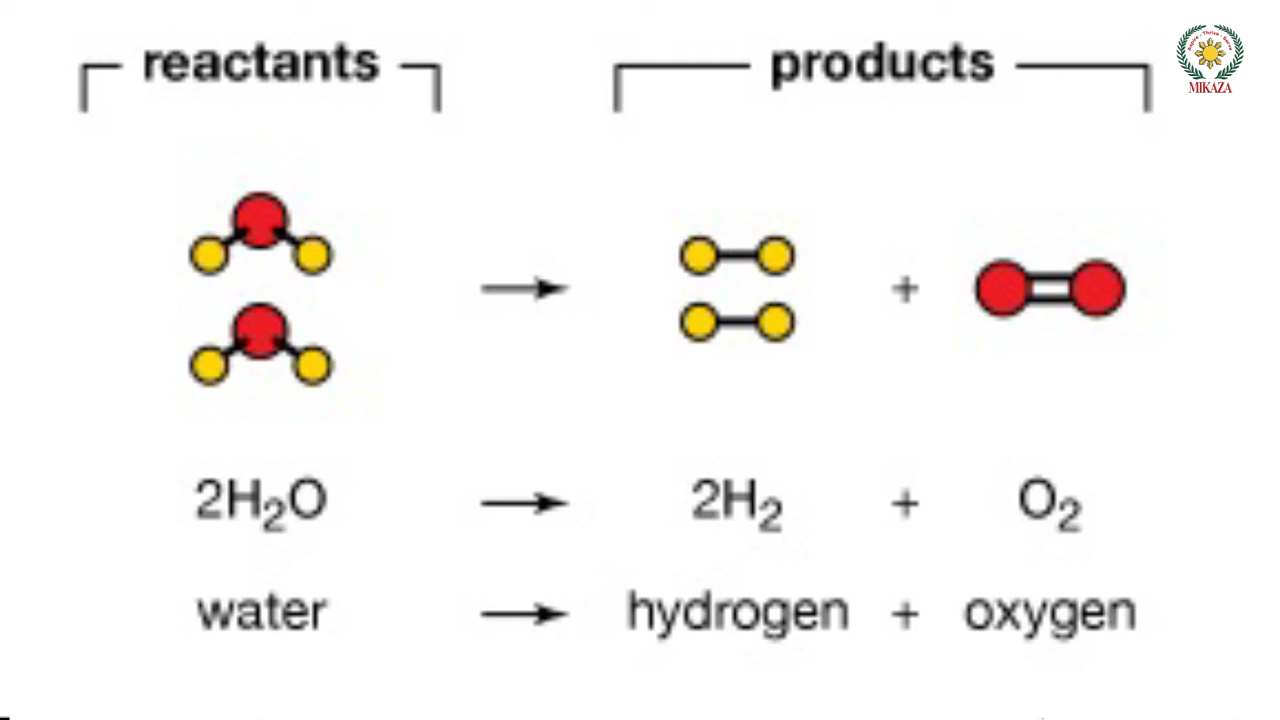 reactants products
MIKAZA
+
2H₂O → 2H₂ + O₂
water → hydrogen + oxygen